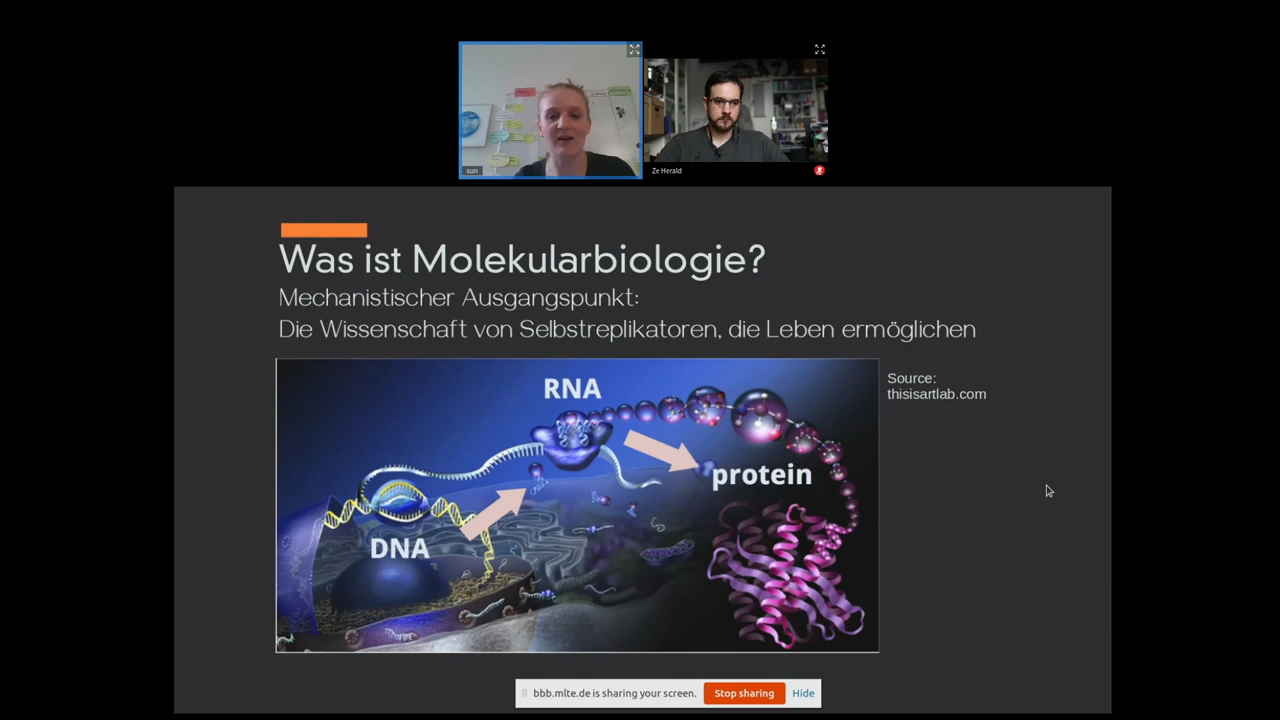 sun
Ze Herald
Was ist Molekularbiologie?
Mechanistischer Ausgangspunkt:
Die Wissenschaft von Selbstreplikatoren, die Leben ermöglichen
RNA
protein
DNA
Source:
thisisartlab.com
bbb.mlte.de is sharing your screen.
Stop sharing
Hide